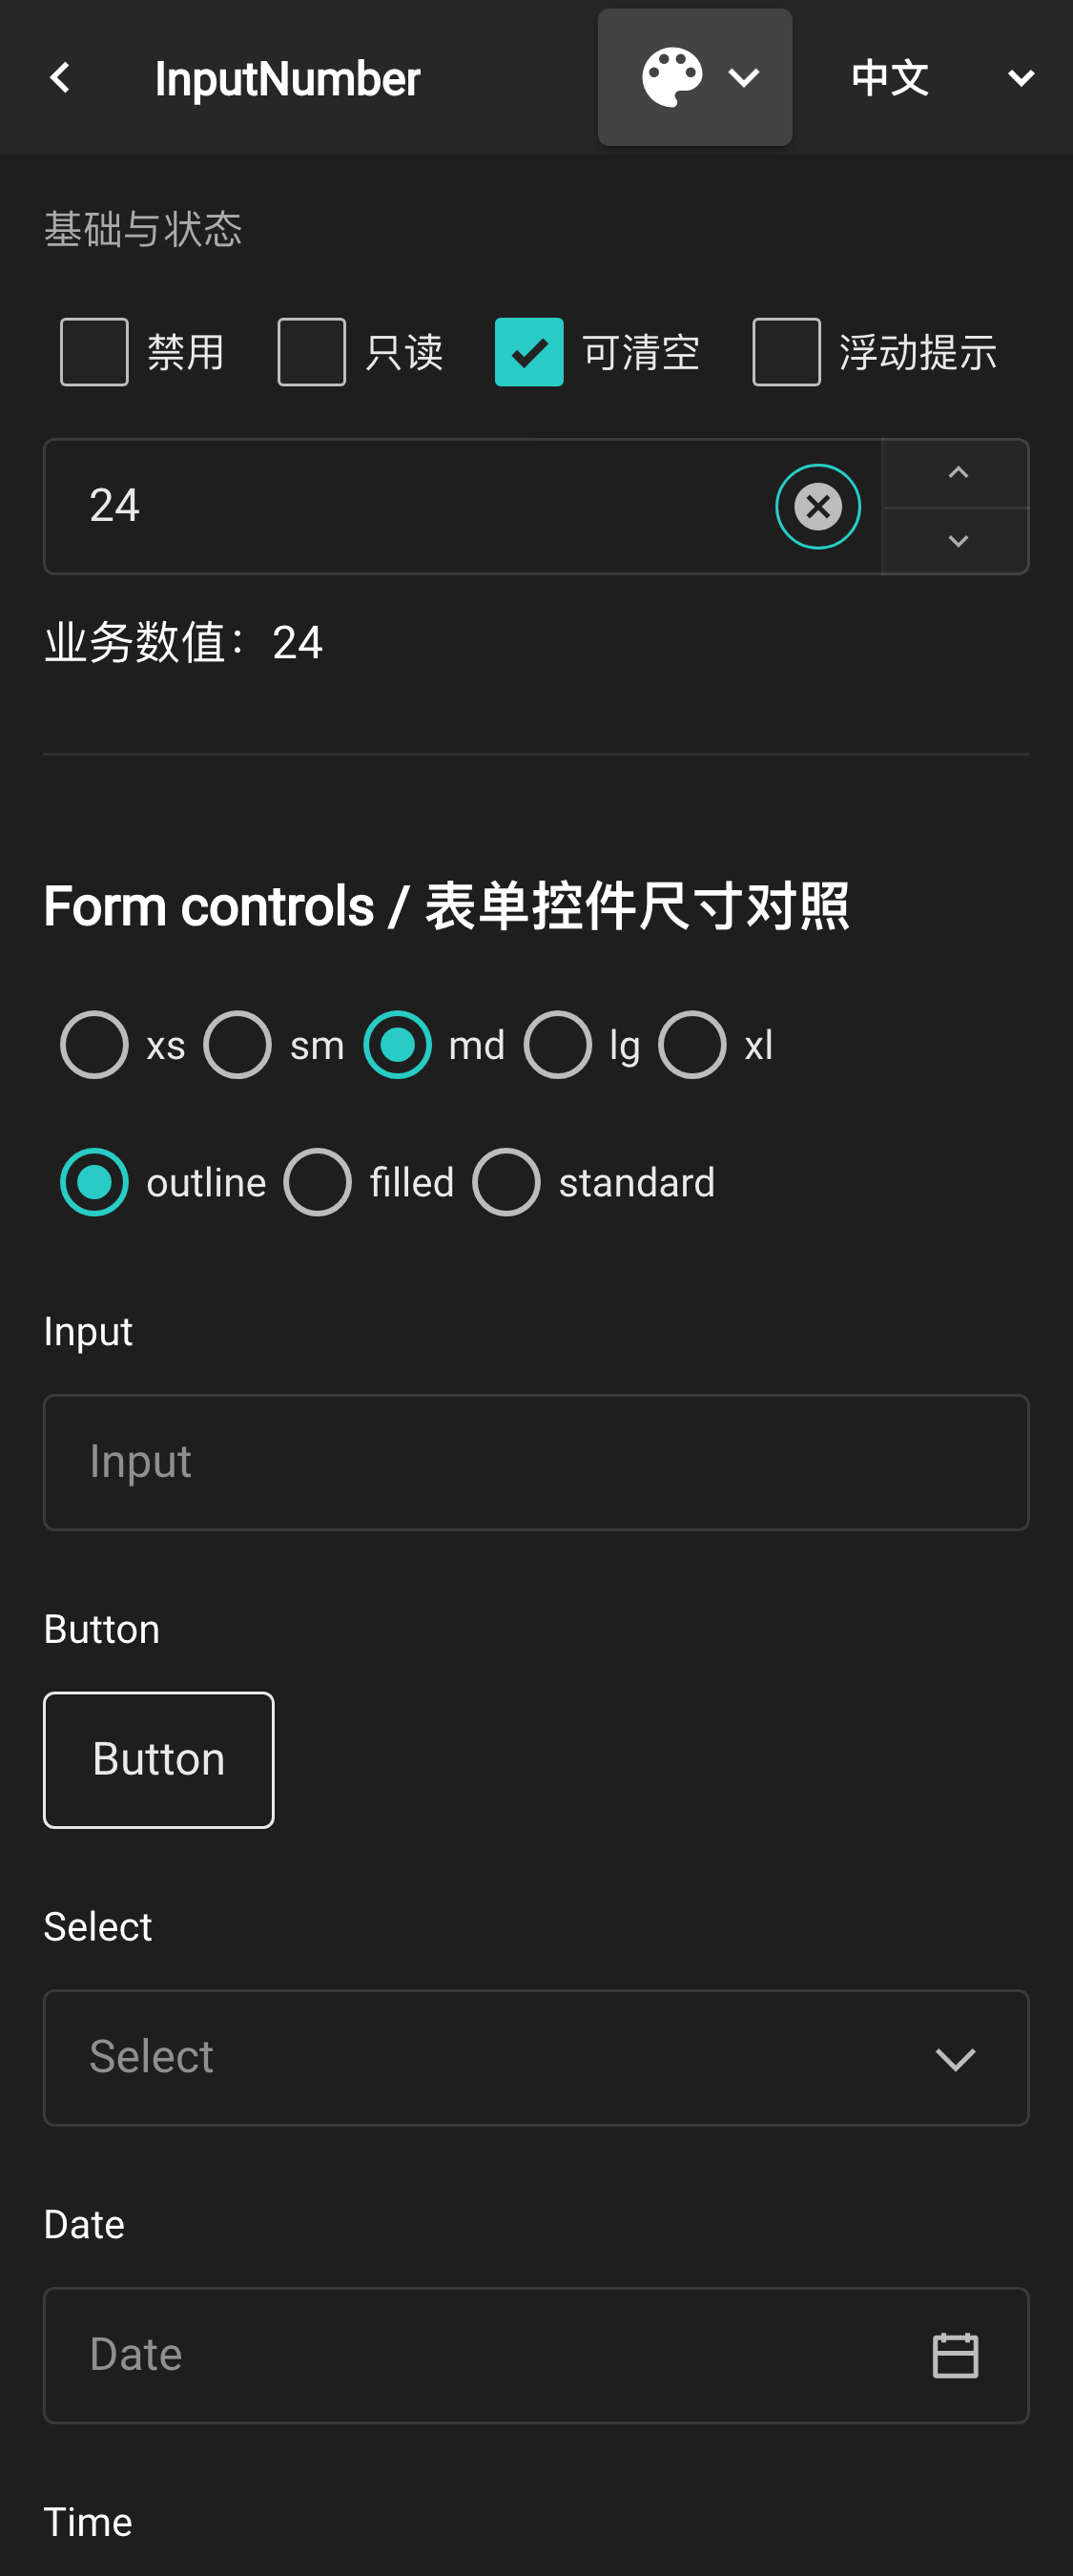 InputNumber 中文
基础与状态
禁用 只读 可清空 浮动提示
24
业务数值：24
Form controls / 表单控件尺寸对照
xs sm md lg xl
outline filled standard
Input
Input
Button
Button
Select
Select
Date
Date
Time